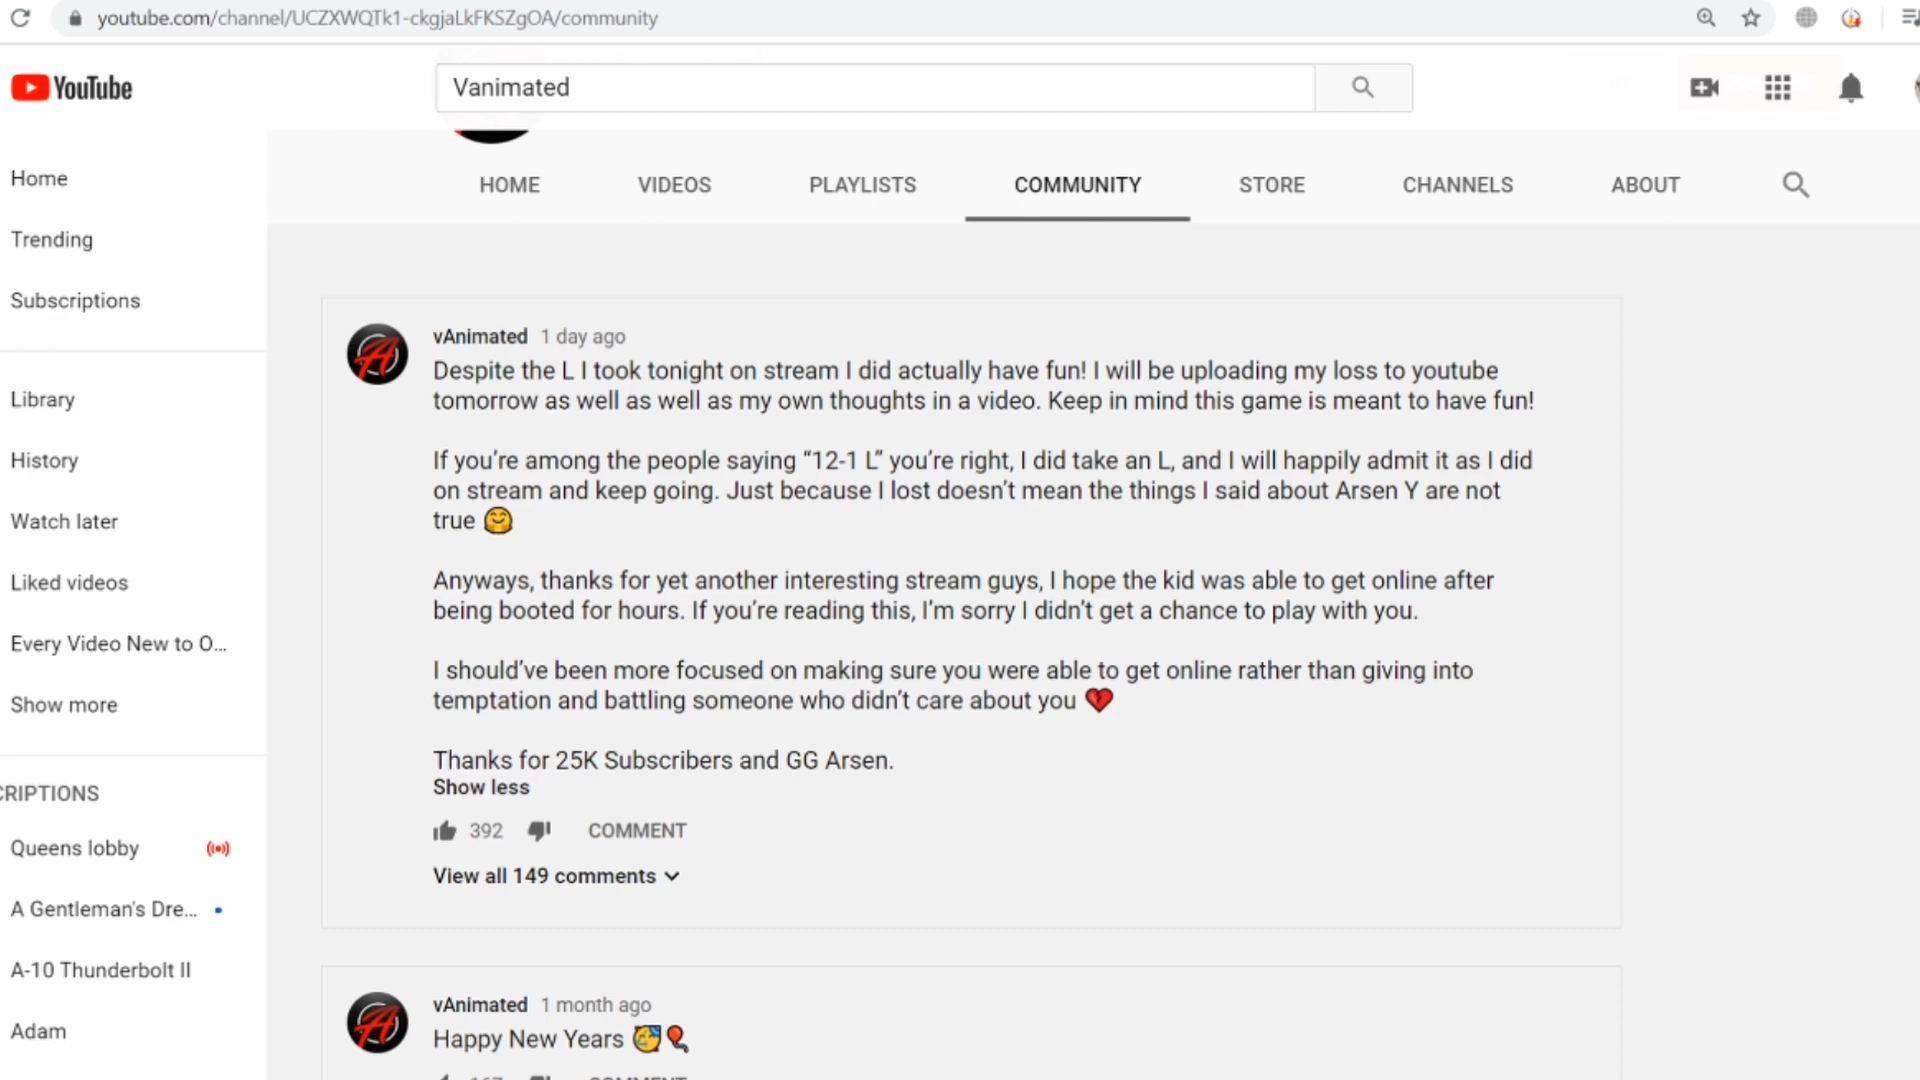 youtube.com/channel/UCZXWQTk1-ckgjaLkFKSZgOA/community
YouTube
Vanimated
HOME VIDEOS PLAYLISTS COMMUNITY STORE CHANNELS ABOUT
Home
Trending
Subscriptions
Library
History
Watch later
Liked videos
Every Video New to O...
Show more
CRIPTIONS
Queens lobby
A Gentleman's Dre...
A-10 Thunderbolt II
Adam
vAnimated 1 day ago
Despite the L I took tonight on stream I did actually have fun! I will be uploading my loss to youtube
tomorrow as well as well as my own thoughts in a video. Keep in mind this game is meant to have fun!
If you’re among the people saying “12-1 L” you’re right, I did take an L, and I will happily admit it as I did
on stream and keep going. Just because I lost doesn’t mean the things I said about Arsen Y are not
true 🤗
Anyways, thanks for yet another interesting stream guys, I hope the kid was able to get online after
being booted for hours. If you’re reading this, I’m sorry I didn’t get a chance to play with you.
I should’ve been more focused on making sure you were able to get online rather than giving into
temptation and battling someone who didn’t care about you 💔
Thanks for 25K Subscribers and GG Arsen.
Show less
392 COMMENT
View all 149 comments
vAnimated 1 month ago
Happy New Years 🥳🎈
COMMENT